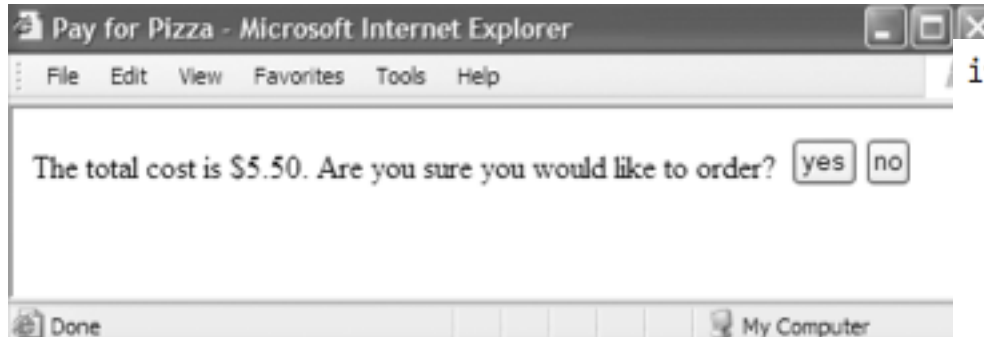 Pay for Pizza - Microsoft Internet Explorer
File Edit View Favorites Tools Help
i
The total cost is $5.50. Are you sure you would like to order? yes no
Done My Computer